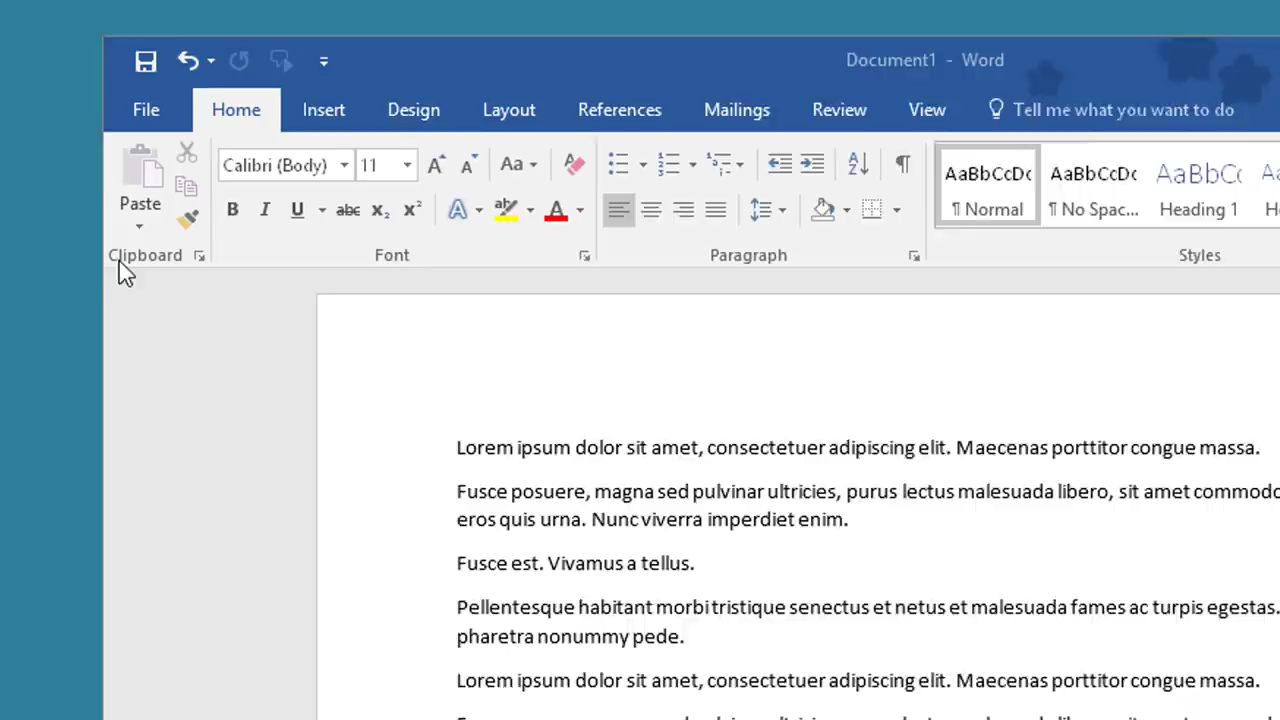 Document1 - Word
File Home Insert Design Layout References Mailings Review View Tell me what you want to do
Calibri (Body) 11 Aa AaBbCcDc AaBbCcDc AaBbC
Paste B I U abc X₂ X² A aby A ¶ Normal ¶ No Spac... Heading 1
Clipboard Font Paragraph Styles
Lorem ipsum dolor sit amet, consectetuer adipiscing elit. Maecenas porttitor congue massa.
Fusce posuere, magna sed pulvinar ultricies, purus lectus malesuada libero, sit amet commodo
eros quis urna. Nunc viverra imperdiet enim.
Fusce est. Vivamus a tellus.
Pellentesque habitant morbi tristique senectus et netus et malesuada fames ac turpis egestas.
pharetra nonummy pede.
Lorem ipsum dolor sit amet, consectetuer adipiscing elit. Maecenas porttitor congue massa.